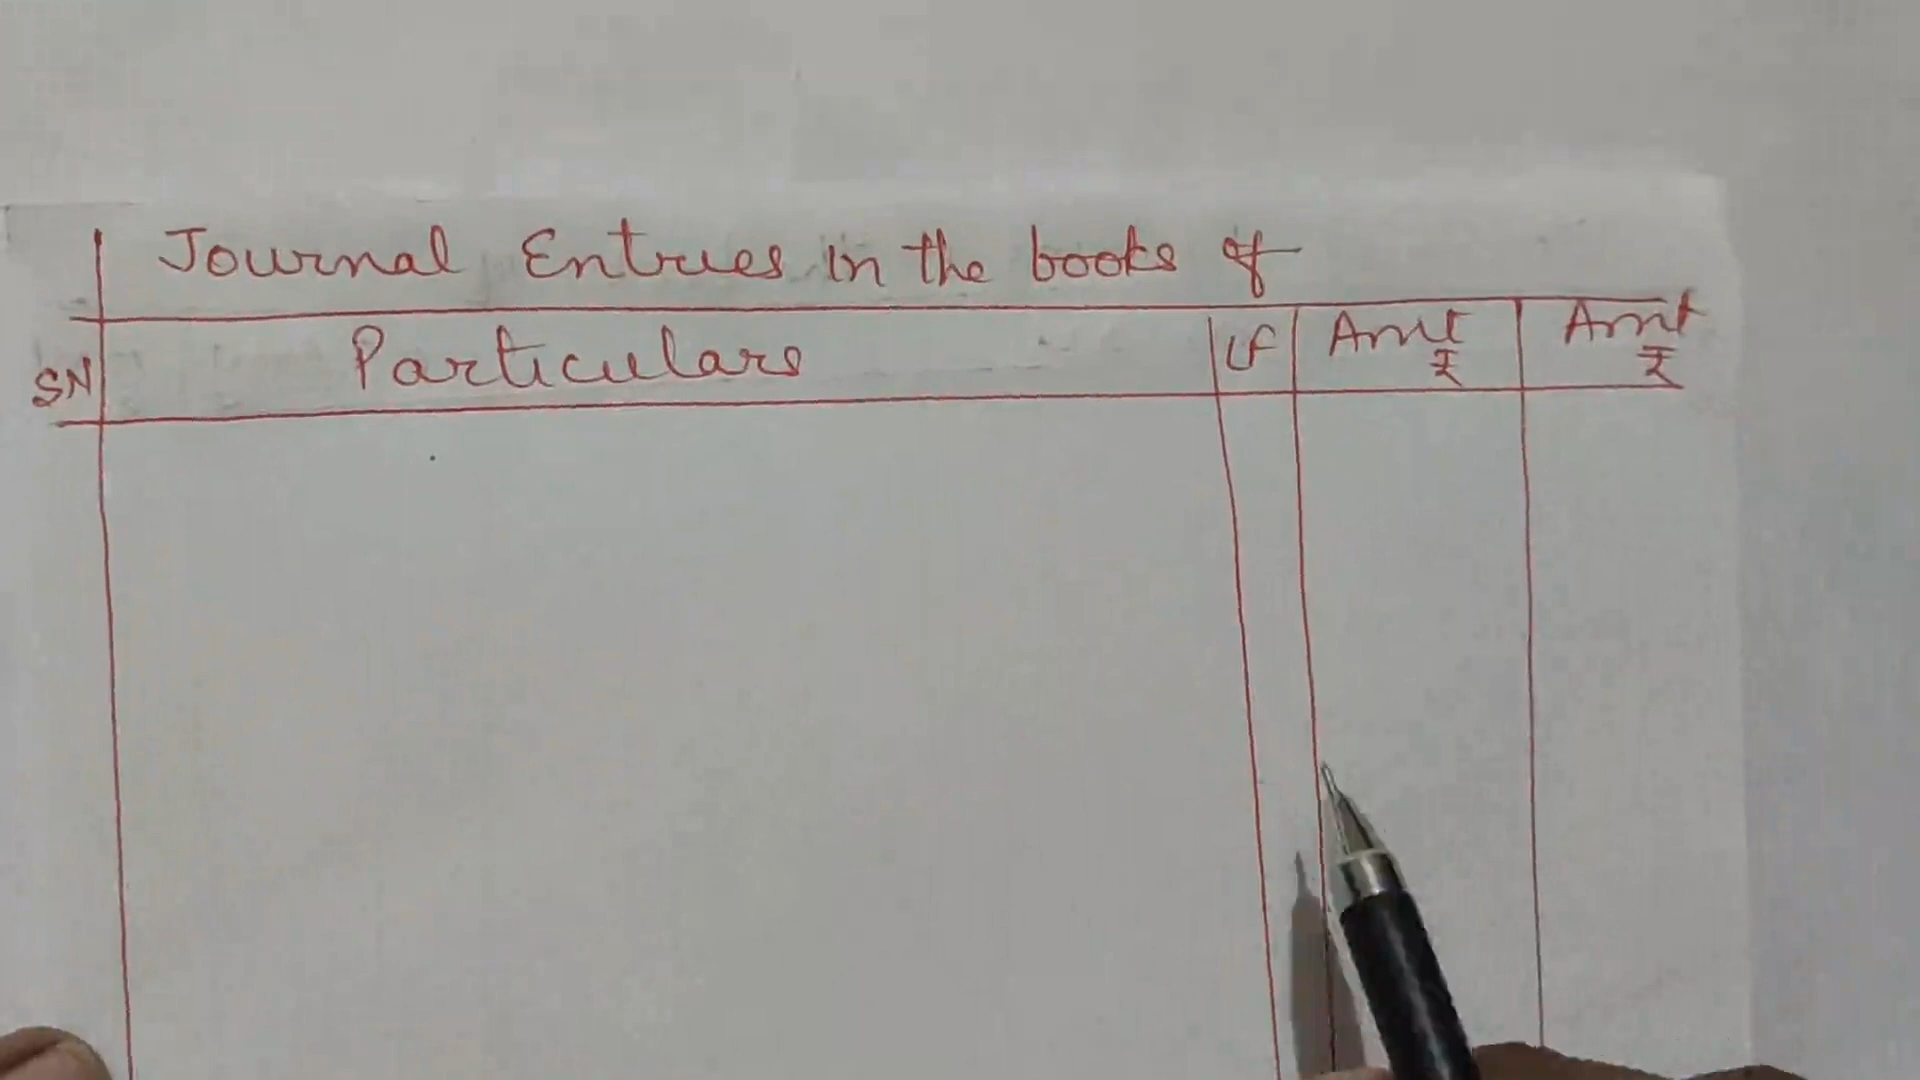 Journal Entries in the books of
SN Particulars LF Amt ₹ Amt ₹